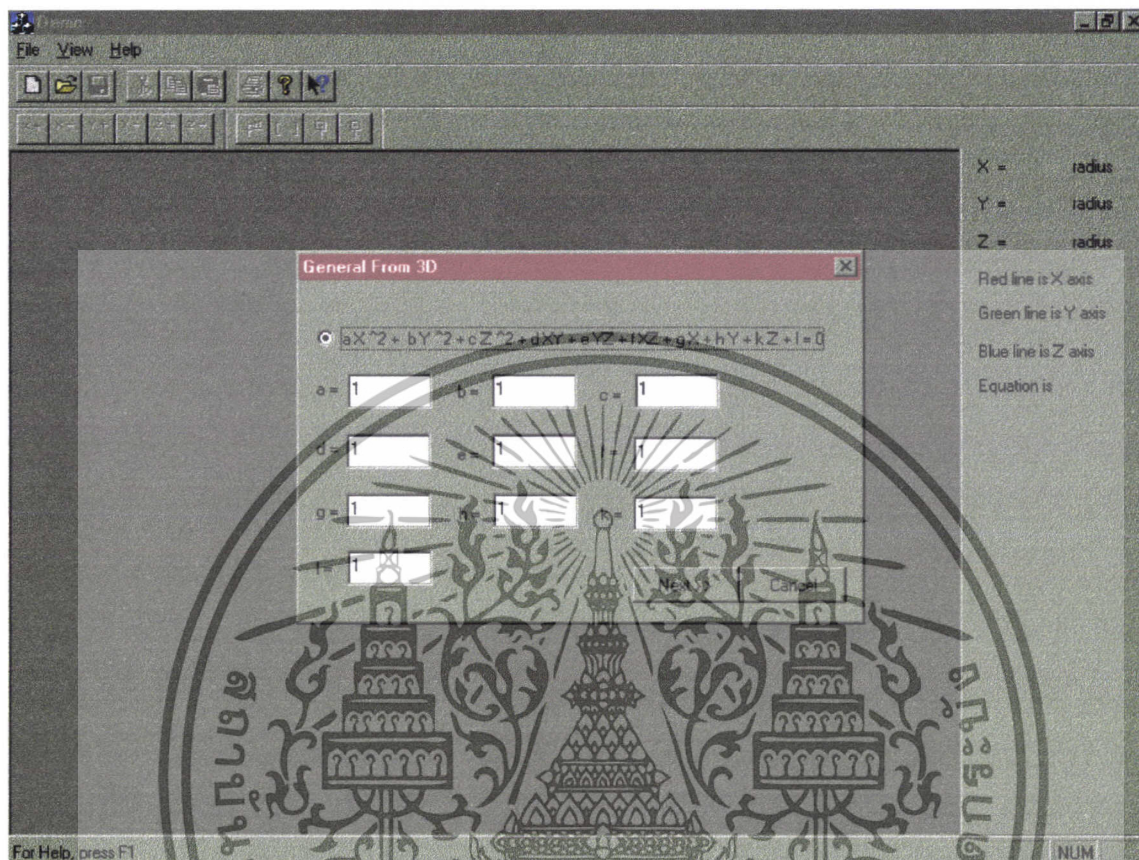 File View Help
X = radius
Y = radius
Z = radius
Red line is X axis
Green line is Y axis
Blue line is Z axis
Equation is
General From 3D
aX^2+ bY^2+cZ^2+dXY+eYZ+fXZ+gX+hY+kZ+l=0
a = 1 b = 1 c = 1
d = 1 e = 1 f = 1
g = 1 h = 1 k = 1
l = 1
Next >> Cancel
For Help, press F1 NUM